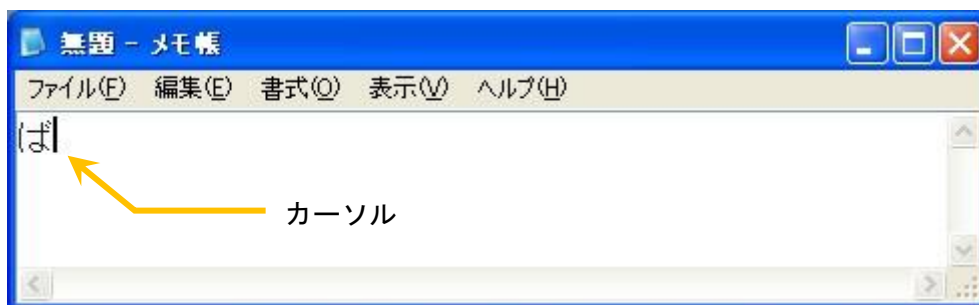 無題 - メモ帳
ファイル(F) 編集(E) 書式(O) 表示(V) ヘルプ(H)
ば
カーソル